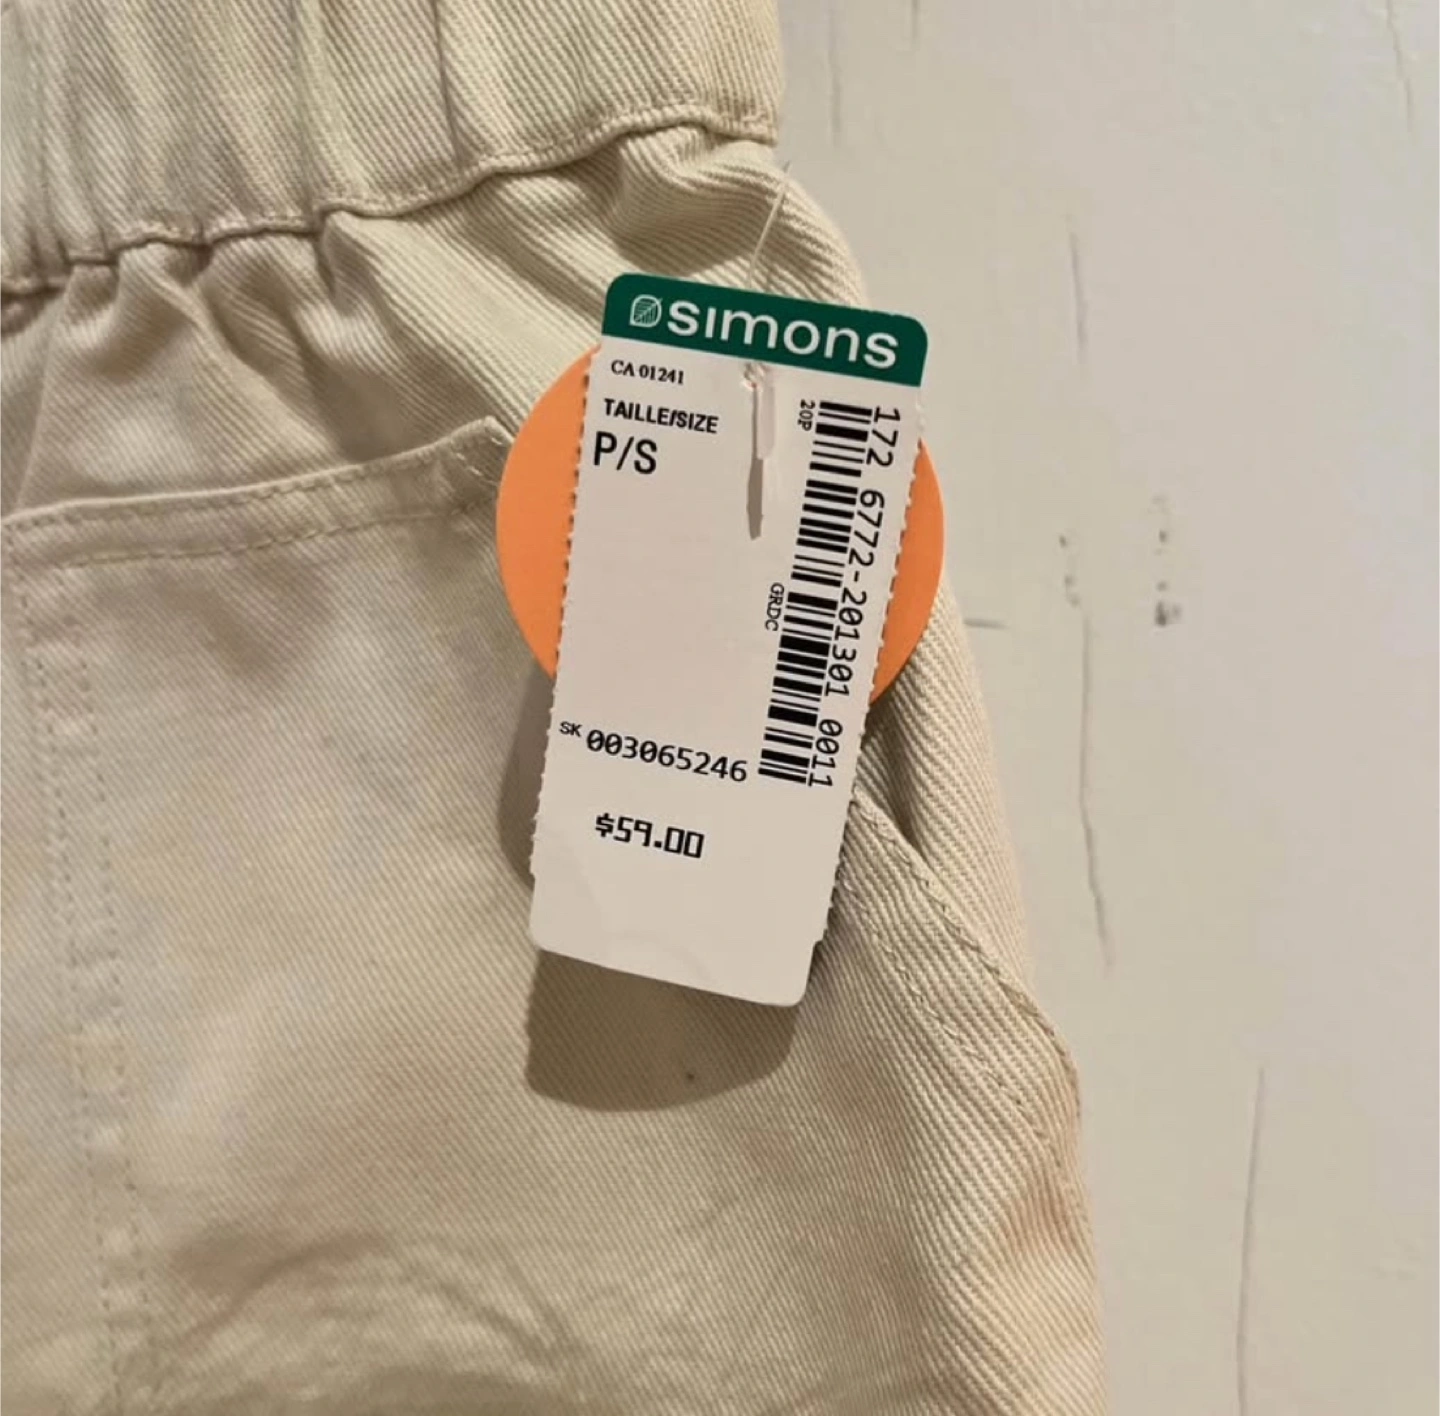 simons
CA 01241
TAILLE/SIZE
P/S
20P
172 6772-201301 0011
GRDC
SK 003065246
$59.00